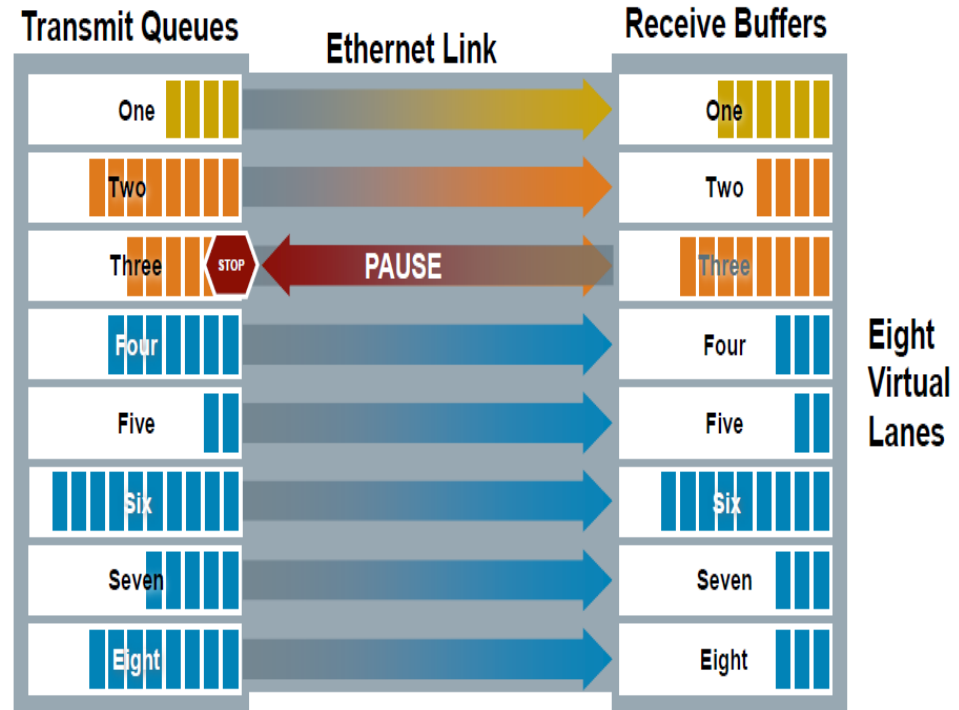 Transmit Queues
Ethernet Link
Receive Buffers
One
One
Two
Two
Three
STOP
PAUSE
Three
Four
Four
Five
Five
Six
Six
Seven
Seven
Eight
Eight
Eight
Virtual
Lanes